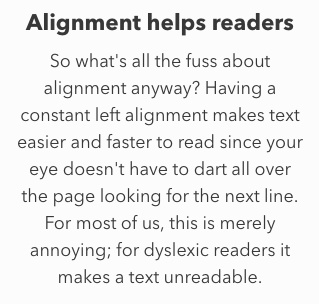 Alignment helps readers
So what's all the fuss about
alignment anyway? Having a
constant left alignment makes text
easier and faster to read since your
eye doesn't have to dart all over
the page looking for the next line.
For most of us, this is merely
annoying; for dyslexic readers it
makes a text unreadable.